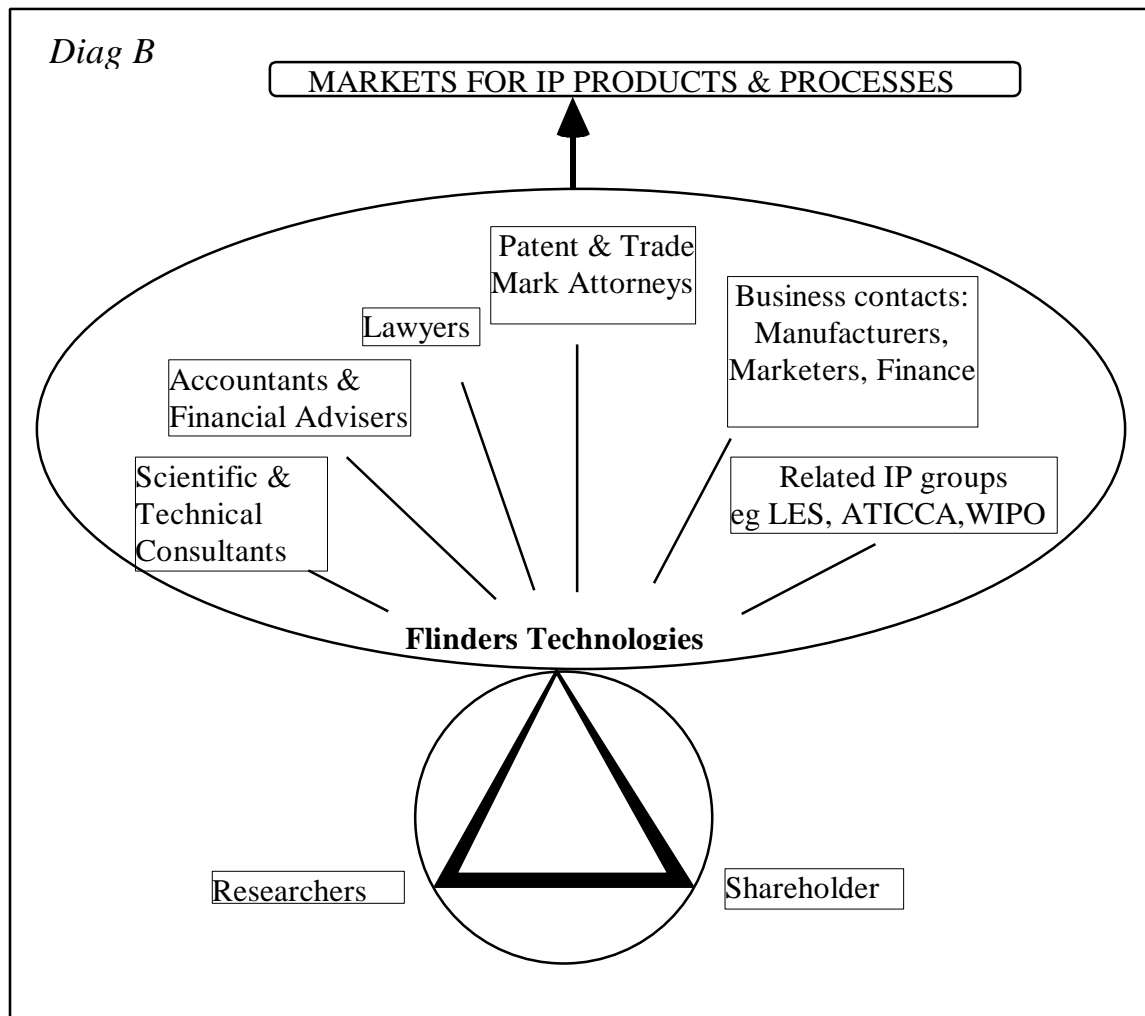 Diag B
MARKETS FOR IP PRODUCTS & PROCESSES
Patent & Trade
Mark Attorneys
Business contacts:
Manufacturers,
Marketers, Finance
Lawyers
Accountants &
Financial Advisers
Scientific &
Technical
Consultants
Related IP groups
eg LES, ATICCA,WIPO
Flinders Technologies
Researchers
Shareholder